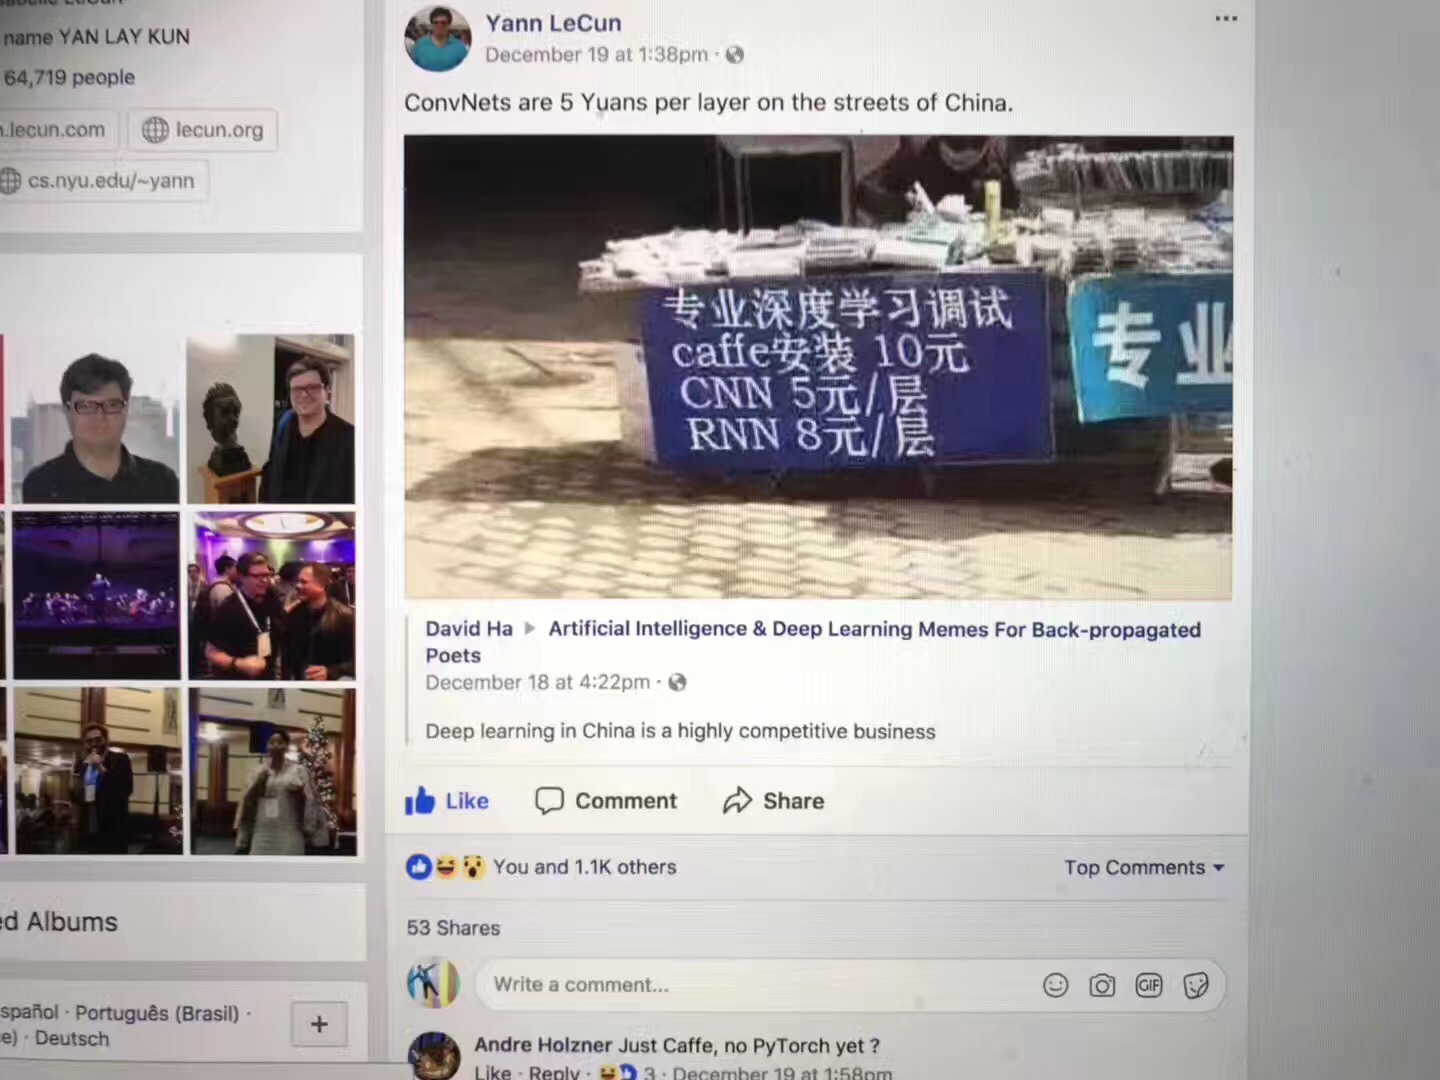 name YAN LAY KUN
64,719 people
.lecun.com
lecun.org
cs.nyu.edu/~yann
ed Albums
spañol · Português (Brasil) ·
e) · Deutsch
+
Yann LeCun
December 19 at 1:38pm ·
ConvNets are 5 Yuans per layer on the streets of China.
专业深度学习调试
caffe安装 10元
CNN 5元/层
RNN 8元/层
专业
David Ha ▶ Artificial Intelligence & Deep Learning Memes For Back-propagated
Poets
December 18 at 4:22pm ·
Deep learning in China is a highly competitive business
Like Comment Share
You and 1.1K others
Top Comments
53 Shares
Write a comment...
GIF
Andre Holzner Just Caffe, no PyTorch yet ?
Like · Reply · 3 · December 19 at 1:58pm